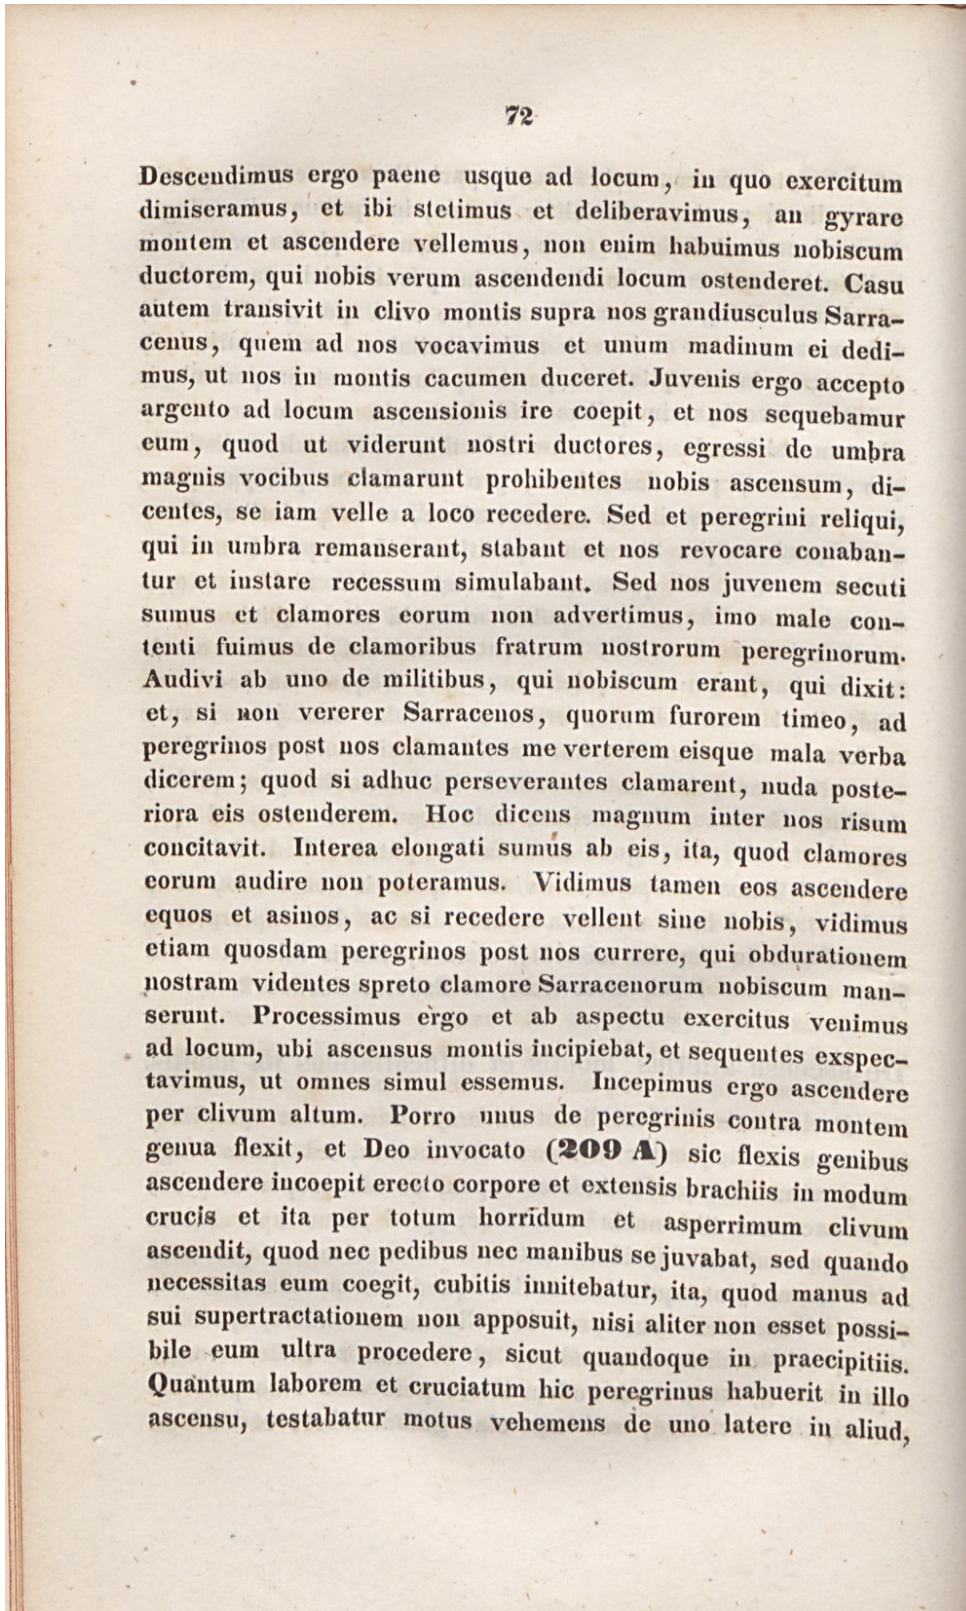 72
Descendimus ergo paene usque ad locum, in quo exercitum
dimiseramus, et ibi stetimus et deliberavimus, an gyrare
montem et ascendere vellemus, non enim habuimus nobiscum
ductorem, qui nobis verum ascendendi locum ostenderet. Casu
autem transivit in clivo montis supra nos grandiusculus Sarra-
cenus, quem ad nos vocavimus et unum madinum ei dedi-
mus, ut nos in montis cacumen duceret. Juvenis ergo accepto
argento ad locum ascensionis ire coepit, et nos sequebamur
eum, quod ut viderunt nostri ductores, egressi de umbra
magnis vocibus clamarunt prohibentes nobis ascensum, di-
centes, se iam velle a loco recedere. Sed et peregrini reliqui,
qui in umbra remanserant, stabant et nos revocare conaban-
tur et instare recessum simulabant. Sed nos juvenem secuti
sumus et clamores eorum non advertimus, imo male con-
tenti fuimus de clamoribus fratrum nostrorum peregrinorum.
Audivi ab uno de militibus, qui nobiscum erant, qui dixit:
et, si non vererer Sarracenos, quorum furorem timeo, ad
peregrinos post nos clamantes me verterem eisque mala verba
dicerem; quod si adhuc perseverantes clamarent, nuda poste-
riora eis ostenderem. Hoc dicens magnum inter nos risum
concitavit. Interea elongati sumus ab eis, ita, quod clamores
eorum audire non poteramus. Vidimus tamen eos ascendere
equos et asinos, ac si recedere vellent sine nobis, vidimus
etiam quosdam peregrinos post nos currere, qui obdurationem
nostram videntes spreto clamore Sarracenorum nobiscum man-
serunt. Processimus ergo et ab aspectu exercitus venimus
ad locum, ubi ascensus montis incipiebat, et sequentes exspec-
tavimus, ut omnes simul essemus. Incepimus ergo ascendere
per clivum altum. Porro unus de peregrinis contra montem
genua flexit, et Deo invocato (209 A) sic flexis genibus
ascendere incoepit erecto corpore et extensis brachiis in modum
crucis et ita per totum horridum et asperrimum clivum
ascendit, quod nec pedibus nec manibus se juvabat, sed quando
necessitas eum coegit, cubitis innitebatur, ita, quod manus ad
sui supertractationem non apposuit, nisi aliter non esset possi-
bile eum ultra procedere, sicut quandoque in praecipitiis.
Quantum laborem et cruciatum hic peregrinus habuerit in illo
ascensu, testabatur motus vehemens de uno latere in aliud,